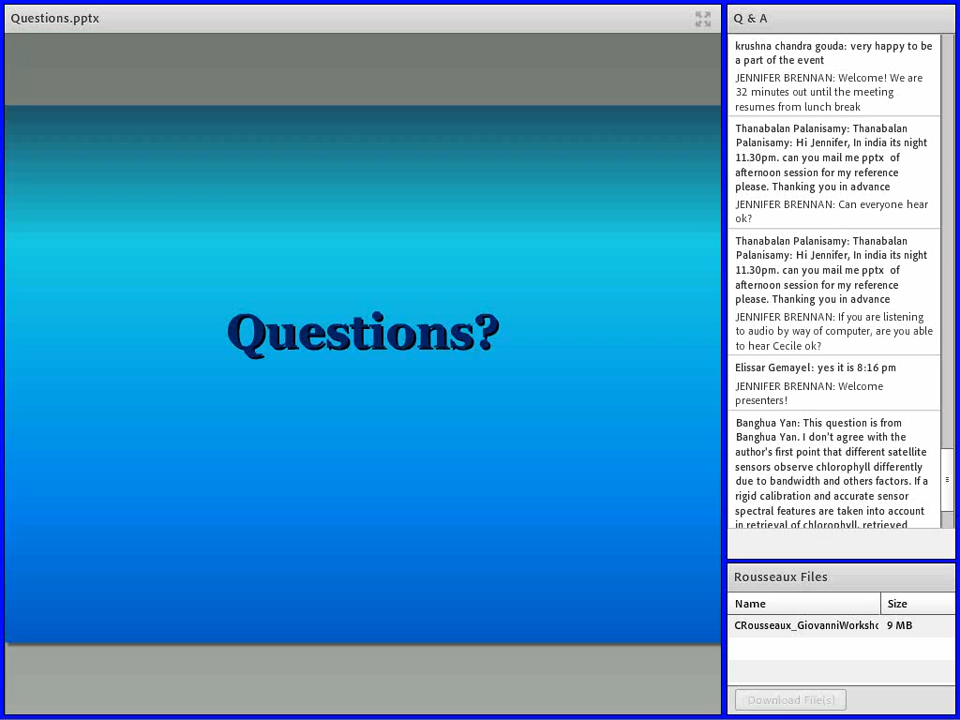 Questions.pptx
Questions?
Q & A
krushna chandra gouda: very happy to be
a part of the event
JENNIFER BRENNAN: Welcome! We are
32 minutes out until the meeting
resumes from lunch break
Thanabalan Palanisamy: Thanabalan
Palanisamy: Hi Jennifer, In india its night
11.30pm. can you mail me pptx of
afternoon session for my reference
please. Thanking you in advance
JENNIFER BRENNAN: Can everyone hear
ok?
Thanabalan Palanisamy: Thanabalan
Palanisamy: Hi Jennifer, In india its night
11.30pm. can you mail me pptx of
afternoon session for my reference
please. Thanking you in advance
JENNIFER BRENNAN: If you are listening
to audio by way of computer, are you able
to hear Cecile ok?
Elissar Gemayel: yes it is 8:16 pm
JENNIFER BRENNAN: Welcome
presenters!
Banghua Yan: This question is from
Banghua Yan. I don't agree with the
author's first point that different satellite
sensors observe chlorophyll differently
due to bandwidth and others factors. If a
rigid calibration and accurate sensor
spectral features are taken into account
in retrieval of chlorophyll, retrieved
Rousseaux Files
Name Size
CRousseaux_GiovanniWorksho 9 MB
Download File(s)